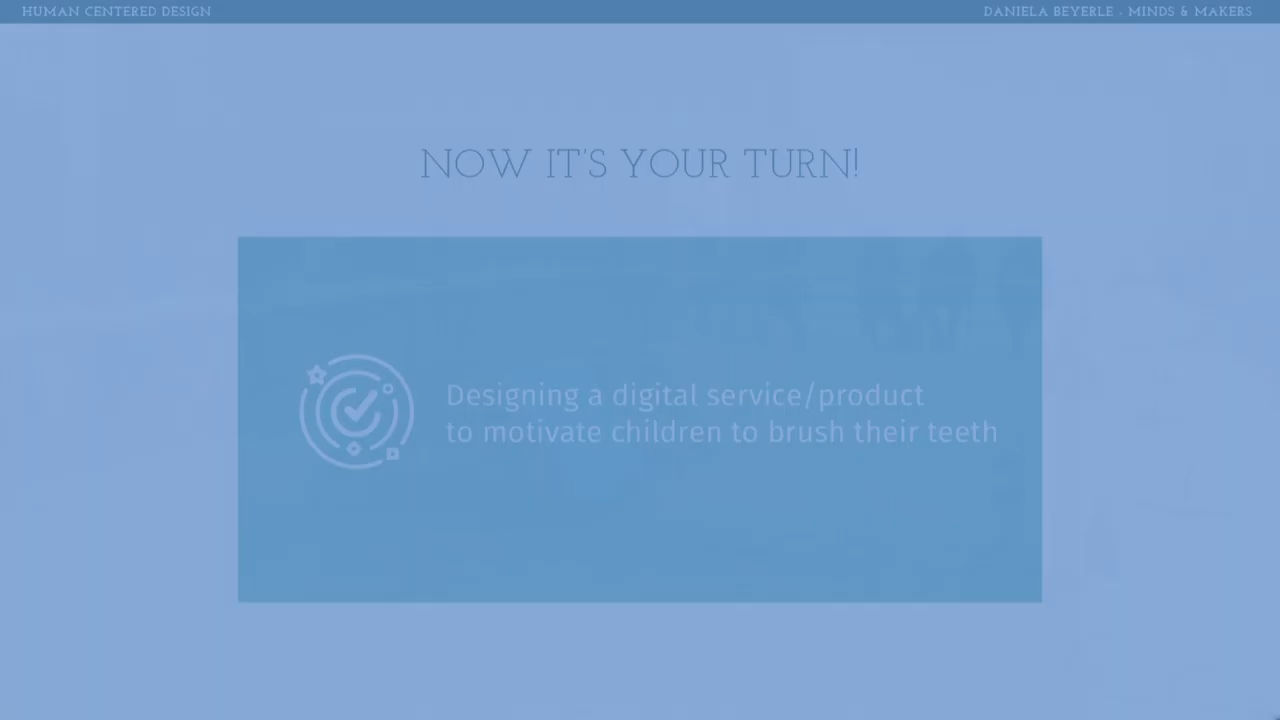 HUMAN CENTERED DESIGN
DANIELA BEYERLE · MINDS & MAKERS
NOW IT'S YOUR TURN!
Designing a digital service/product
to motivate children to brush their teeth